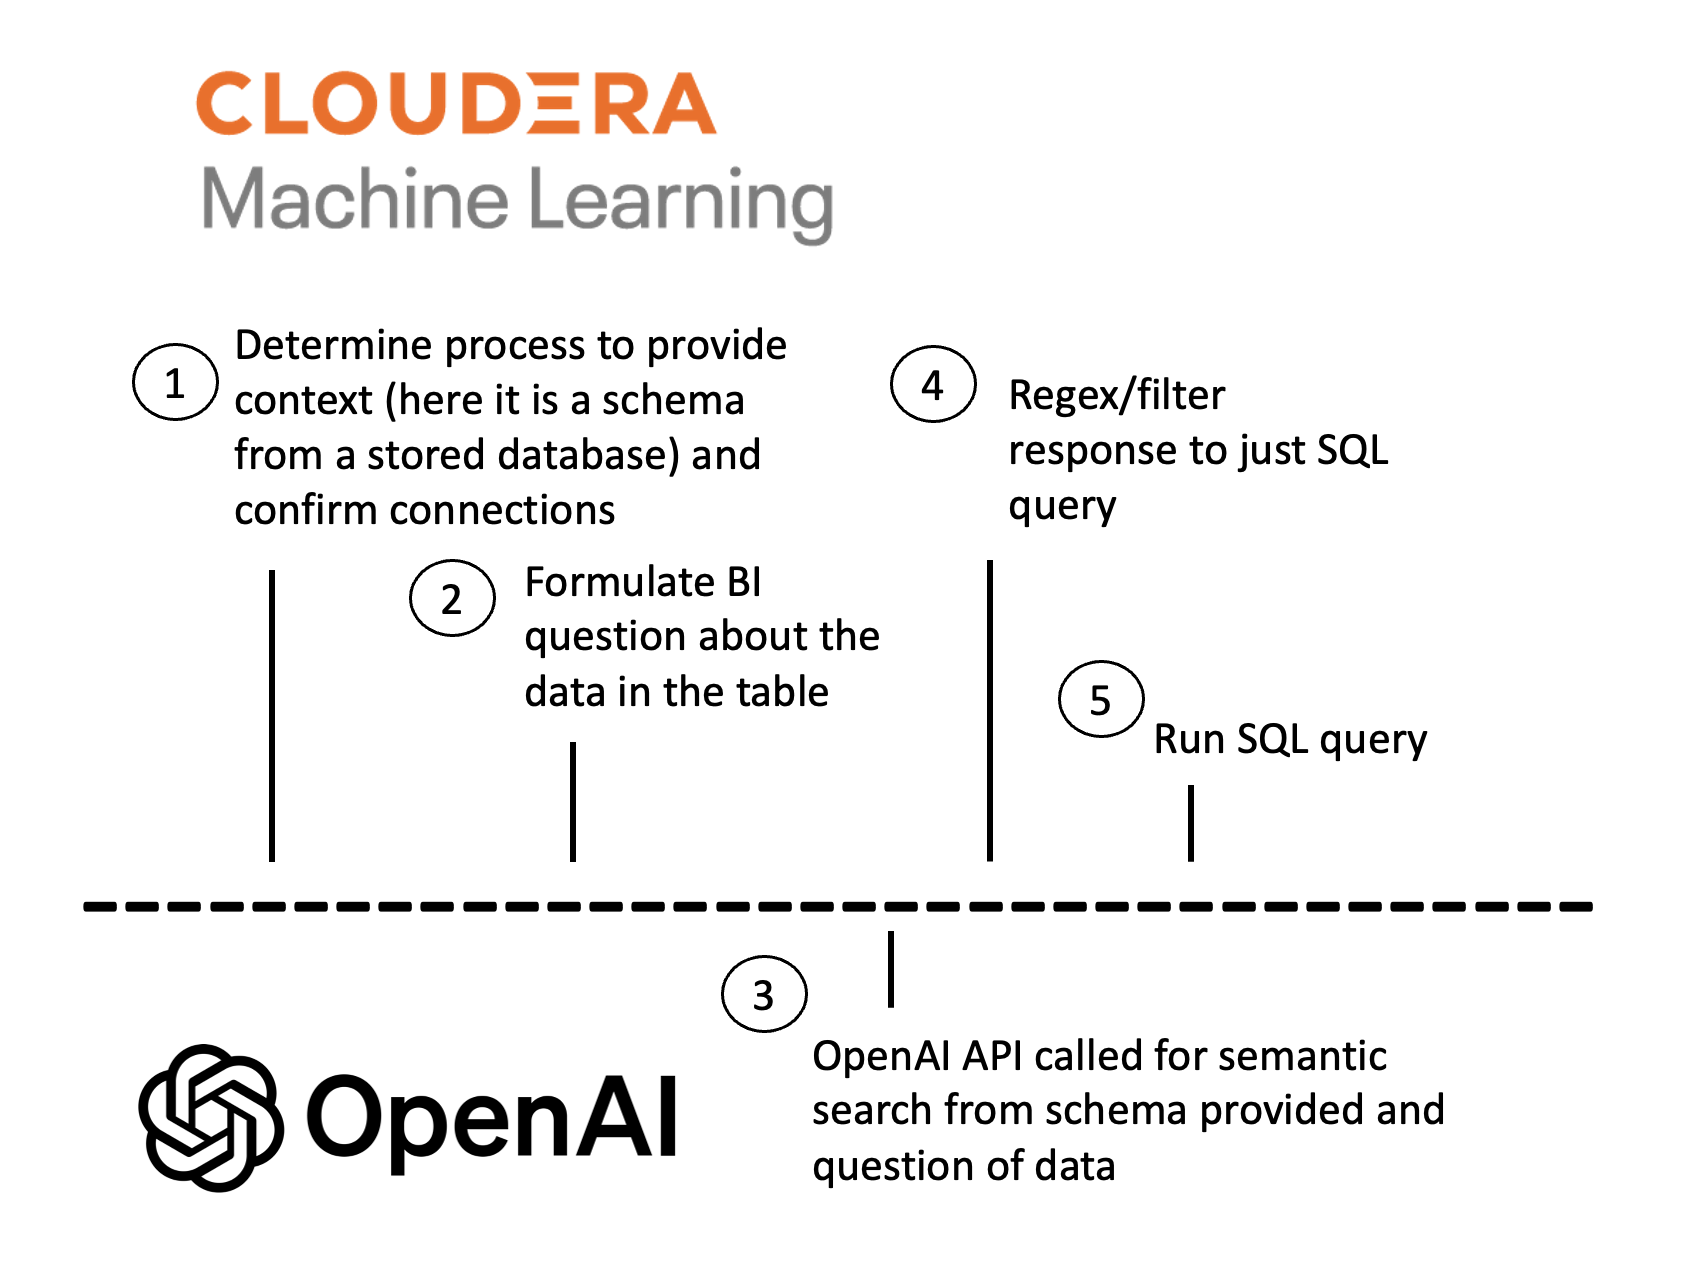 CLOUDERA
Machine Learning
1
Determine process to provide
context (here it is a schema
from a stored database) and
confirm connections
2
Formulate BI
question about the
data in the table
3
OpenAI API called for semantic
search from schema provided and
question of data
4
Regex/filter
response to just SQL
query
5
Run SQL query
OpenAI